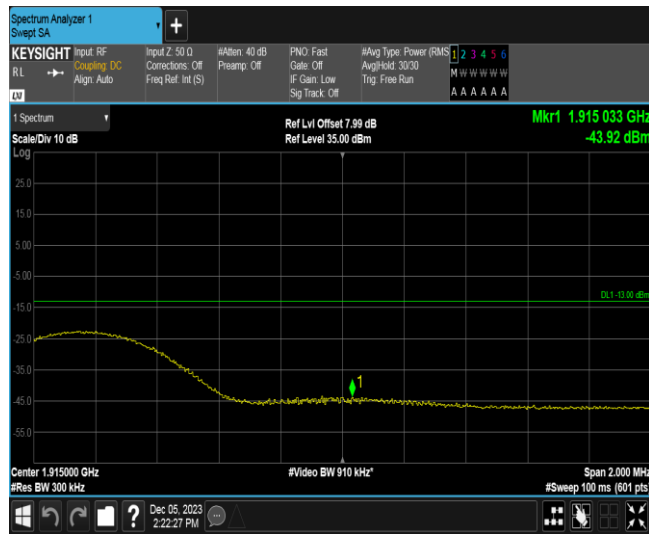 Spectrum Analyzer 1
Swept SA
KEYSIGHT
RL
LXI
Input: RF
Coupling: DC
Align: Auto
Input Z: 50 Ω
Corrections: Off
Freq Ref: Int (S)
#Atten: 40 dB
Preamp: Off
PNO: Fast
Gate: Off
IF Gain: Low
Sig Track: Off
#Avg Type: Power (RMS
Avg|Hold: 30/30
Trig: Free Run
1 2 3 4 5 6
M W W W W W
A A A A A A
1 Spectrum
Scale/Div 10 dB
Log
Ref Lvl Offset 7.99 dB
Ref Level 35.00 dBm
Mkr1 1.915 033 GHz
-43.92 dBm
25.0
15.0
5.00
-5.00
-15.0
-25.0
-35.0
-45.0
-55.0
DL1 -13.00 dBm
1
Center 1.915000 GHz
#Res BW 300 kHz
#Video BW 910 kHz*
Span 2.000 MHz
#Sweep 100 ms (601 pts
?
Dec 05, 2023
2:22:27 PM